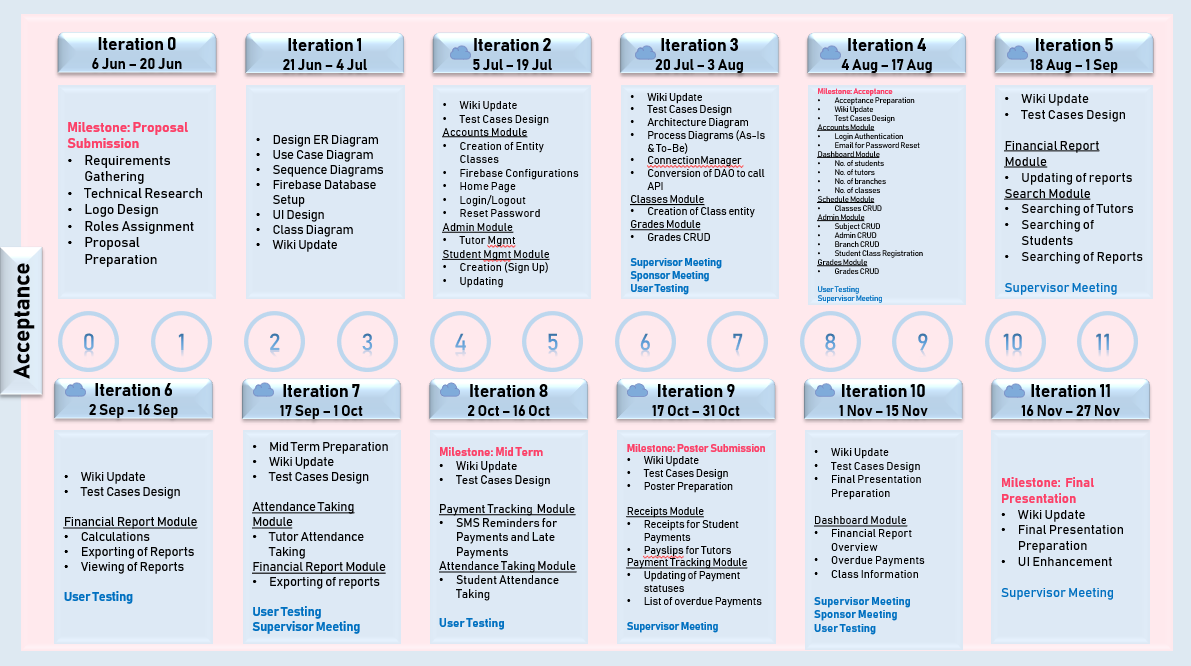 Acceptance
Iteration 0
6 Jun – 20 Jun
Milestone: Proposal
Submission
• Requirements
Gathering
• Technical Research
• Logo Design
• Roles Assignment
• Proposal
Preparation
Iteration 1
21 Jun – 4 Jul
• Design ER Diagram
• Use Case Diagram
• Sequence Diagrams
• Firebase Database
Setup
• UI Design
• Class Diagram
• Wiki Update
Iteration 2
5 Jul – 19 Jul
• Wiki Update
• Test Cases Design
Accounts Module
• Creation of Entity
Classes
• Firebase Configurations
• Home Page
• Login/Logout
• Reset Password
Admin Module
• Tutor Mgmt
Student Mgmt Module
• Creation (Sign Up)
• Updating
Iteration 3
20 Jul – 3 Aug
• Wiki Update
• Test Cases Design
• Architecture Diagram
• Process Diagrams (As-Is
& To-Be)
• ConnectionManager
• Conversion of DAO to call
API
Classes Module
• Creation of Class entity
Grades Module
• Grades CRUD
Supervisor Meeting
Sponsor Meeting
User Testing
Iteration 4
4 Aug – 17 Aug
Milestone: Acceptance
• Acceptance Preparation
• Wiki Update
• Test Cases Design
Accounts Module
• Login Authentication
• Email for Password Reset
Dashboard Module
• No. of students
• No. of tutors
• No. of branches
• No. of classes
Schedule Module
• Classes CRUD
Admin Module
• Subject CRUD
• Admin CRUD
• Branch CRUD
• Student Class Registration
Grades Module
• Grades CRUD
User Testing
Supervisor Meeting
Iteration 5
18 Aug – 1 Sep
• Wiki Update
• Test Cases Design
Financial Report
Module
• Updating of reports
Search Module
• Searching of Tutors
• Searching of
Students
• Searching of Reports
Supervisor Meeting
0 1 2 3 4 5 6 7 8 9 10 11
Iteration 6
2 Sep – 16 Sep
• Wiki Update
• Test Cases Design
Financial Report Module
• Calculations
• Exporting of Reports
• Viewing of Reports
User Testing
Iteration 7
17 Sep – 1 Oct
• Mid Term Preparation
• Wiki Update
• Test Cases Design
Attendance Taking
Module
• Tutor Attendance
Taking
Financial Report Module
• Exporting of reports
User Testing
Supervisor Meeting
Iteration 8
2 Oct – 16 Oct
Milestone: Mid Term
• Wiki Update
• Test Cases Design
Payment Tracking Module
• SMS Reminders for
Payments and Late
Payments
Attendance Taking Module
• Student Attendance
Taking
User Testing
Iteration 9
17 Oct – 31 Oct
Milestone: Poster Submission
• Wiki Update
• Test Cases Design
• Poster Preparation
Receipts Module
• Receipts for Student
Payments
• Payslips for Tutors
Payment Tracking Module
• Updating of Payment
statuses
• List of overdue Payments
Supervisor Meeting
Iteration 10
1 Nov – 15 Nov
• Wiki Update
• Test Cases Design
• Final Presentation
Preparation
Dashboard Module
• Financial Report
Overview
• Overdue Payments
• Class Information
Supervisor Meeting
Sponsor Meeting
User Testing
Iteration 11
16 Nov – 27 Nov
Milestone: Final
Presentation
• Wiki Update
• Final Presentation
Preparation
• UI Enhancement
Supervisor Meeting